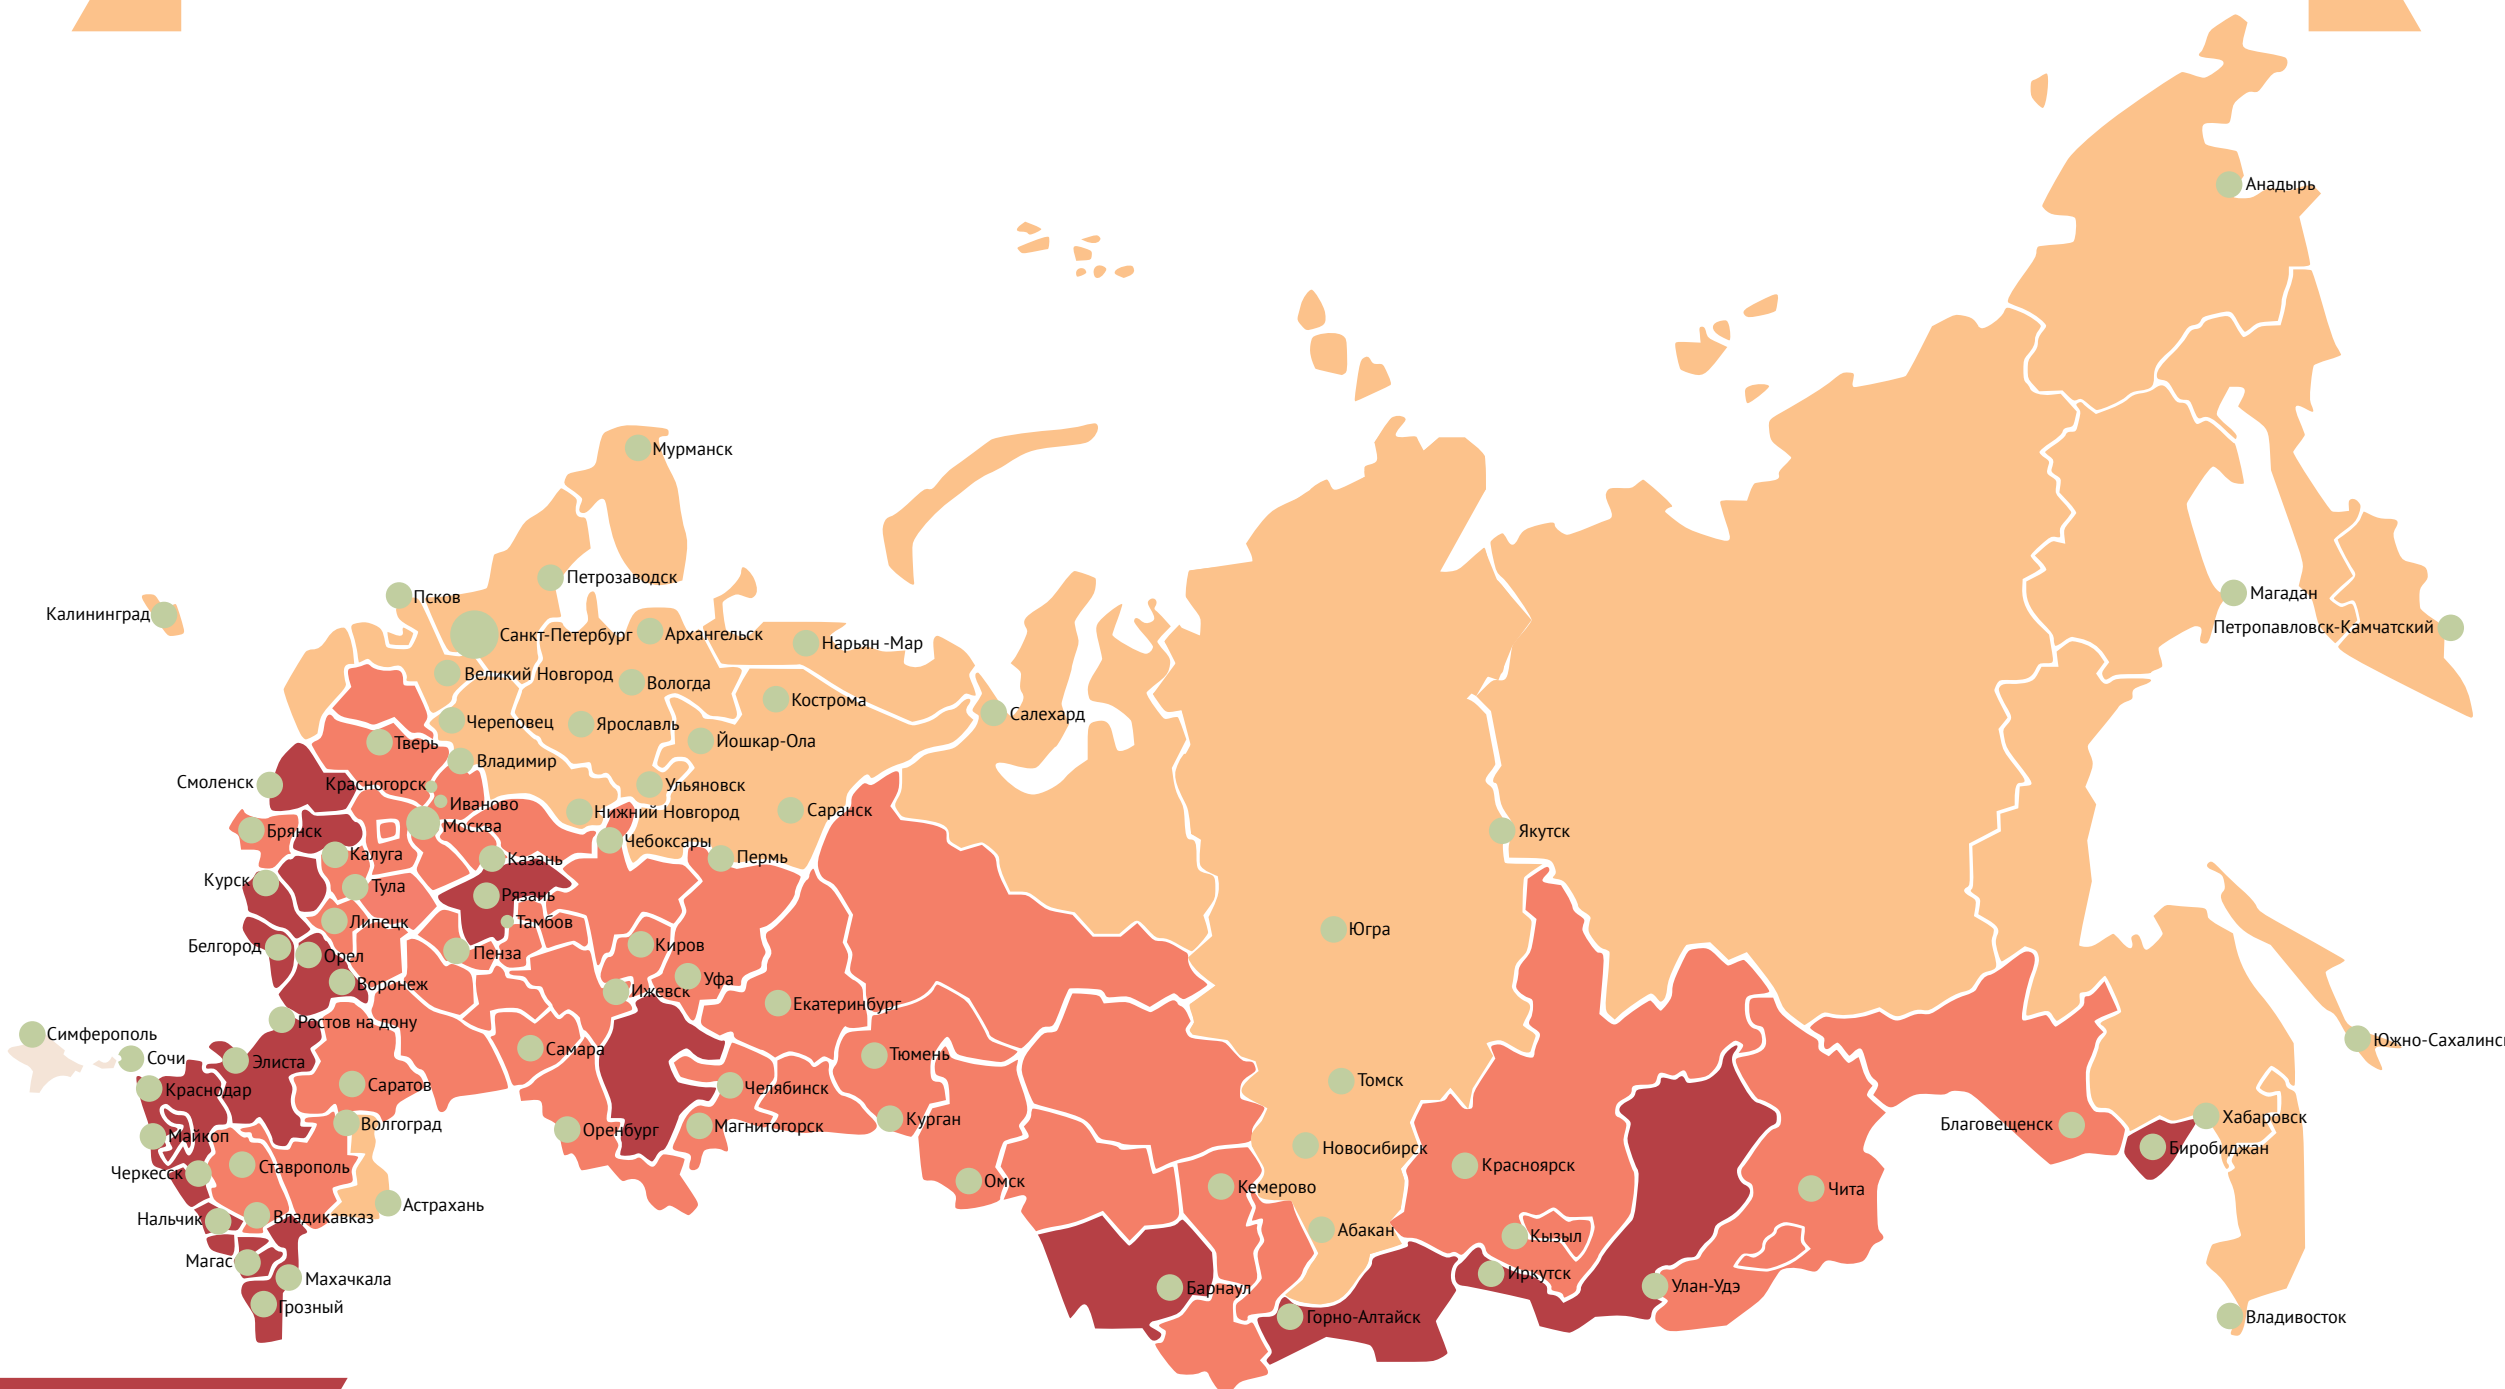 Анадырь
Мурманск
Петрозаводск
Псков
Калининград
Магадан
Петропавловск-Камчатский
Санкт-Петербург
Архангельск
Нарьян -Мар
Великий Новгород
Вологда
Кострома
Салехард
Череповец
Ярославль
Йошкар-Ола
Тверь
Владимир
Смоленск
Красногорск
Ульяновск
Иваново
Нижний Новгород
Саранск
Москва
Брянск
Якутск
Чебоксары
Калуга
Казань
Пермь
Курск
Тула
Рязань
Липецк
Тамбов
Югра
Белгород
Киров
Орел
Пенза
Уфа
Воронеж
Ижевск
Екатеринбург
Ростов на дону
Симферополь
Южно-Сахалинс
Сочи
Элиста
Самара
Тюмень
Томск
Краснодар
Саратов
Челябинск
Волгоград
Оренбург
Магнитогорск
Курган
Благовещенск
Хабаровск
Майкоп
Новосибирск
Биробиджан
Черкесск
Ставрополь
Красноярск
Омск
Кемерово
Чита
Астрахань
Нальчик
Владикавказ
Абакан
Кызыл
Магас
Махачкала
Иркутск
Барнаул
Улан-Удэ
Грозный
Горно-Алтайск
Владивосток